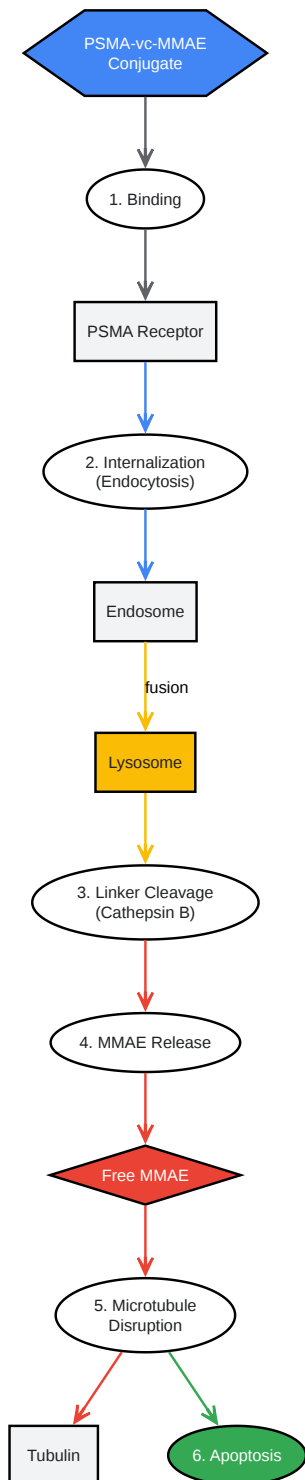 PSMA-vc-MMAE
Conjugate
1. Binding
PSMA Receptor
2. Internalization
(Endocytosis)
Endosome
fusion
Lysosome
3. Linker Cleavage
(Cathepsin B)
4. MMAE Release
Free MMAE
5. Microtubule
Disruption
Tubulin
6. Apoptosis